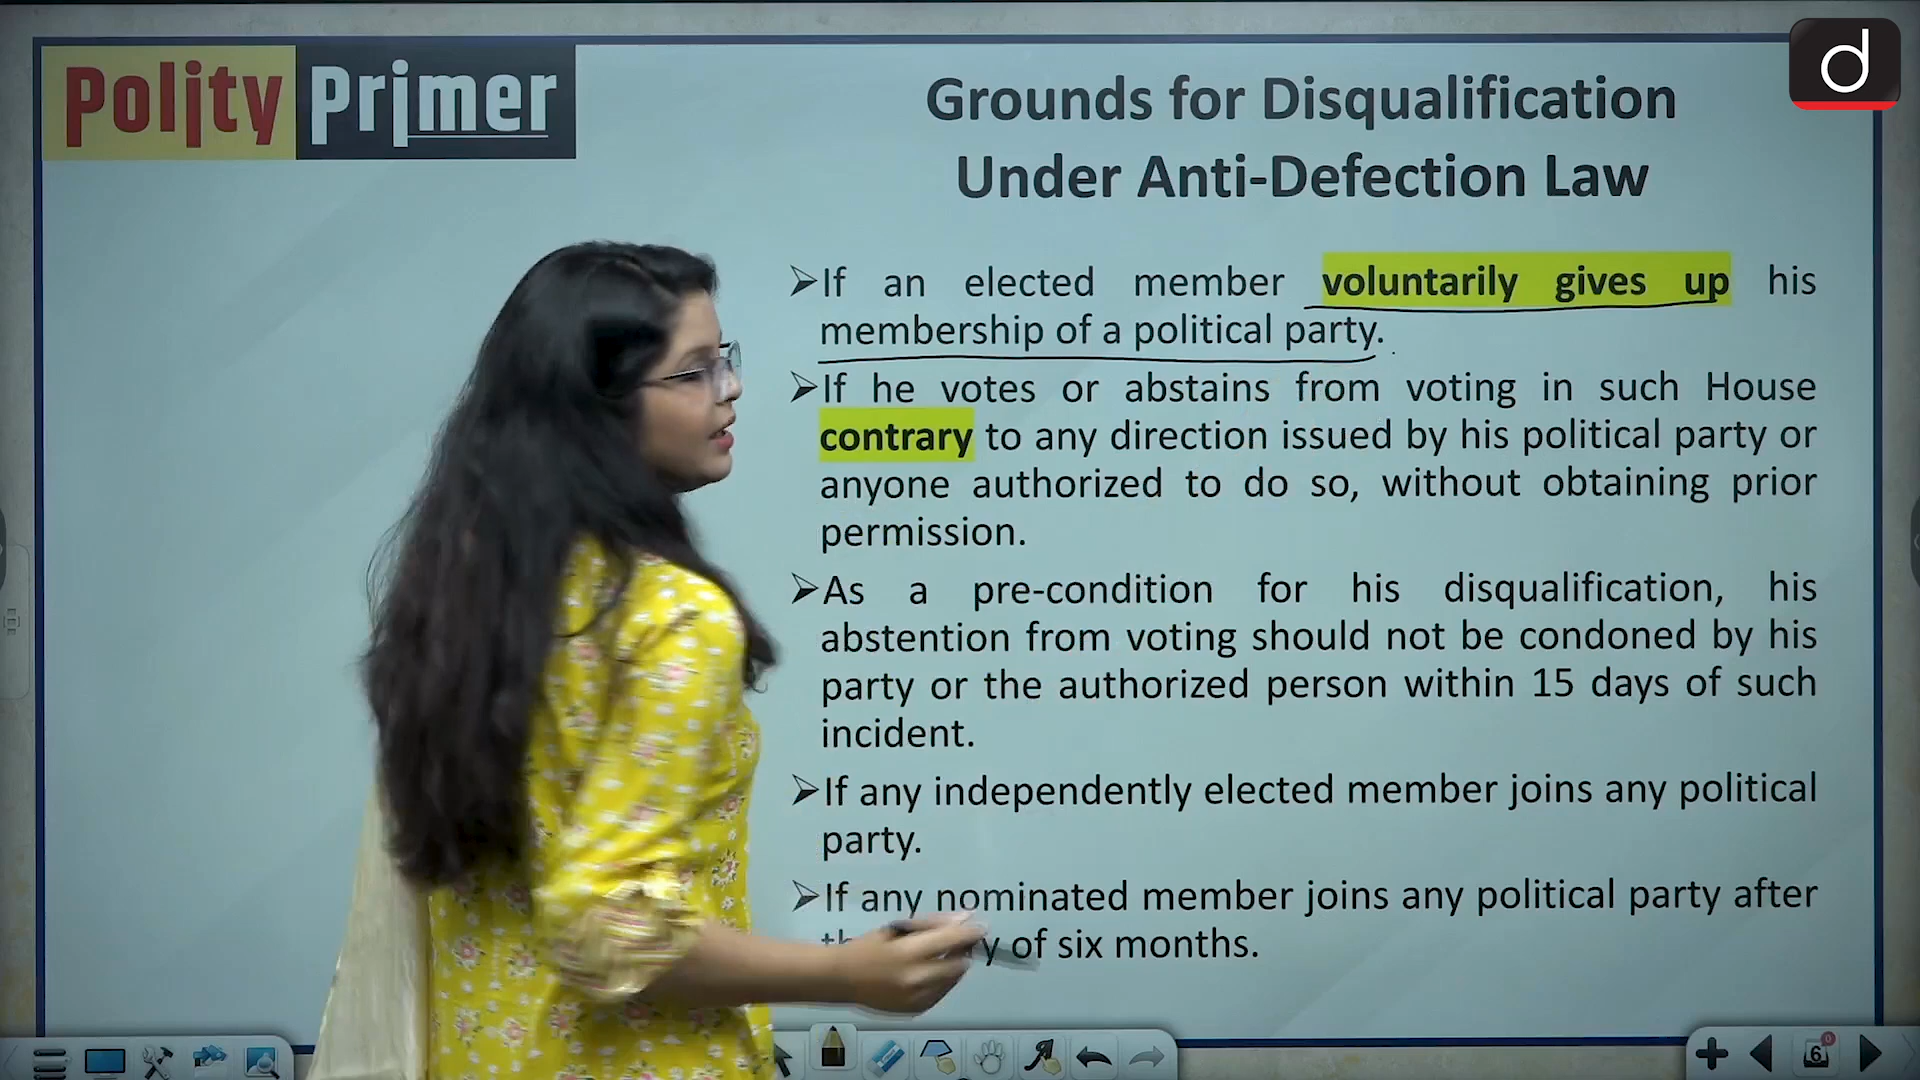 Polity Primer
d
Grounds for Disqualification
Under Anti-Defection Law
➢If an elected member voluntarily gives up his
membership of a political party.
➢If he votes or abstains from voting in such House
contrary to any direction issued by his political party or
anyone authorized to do so, without obtaining prior
permission.
➢As a pre-condition for his disqualification, his
abstention from voting should not be condoned by his
party or the authorized person within 15 days of such
incident.
➢If any independently elected member joins any political
party.
➢If any nominated member joins any political party after
of six months.
6
0